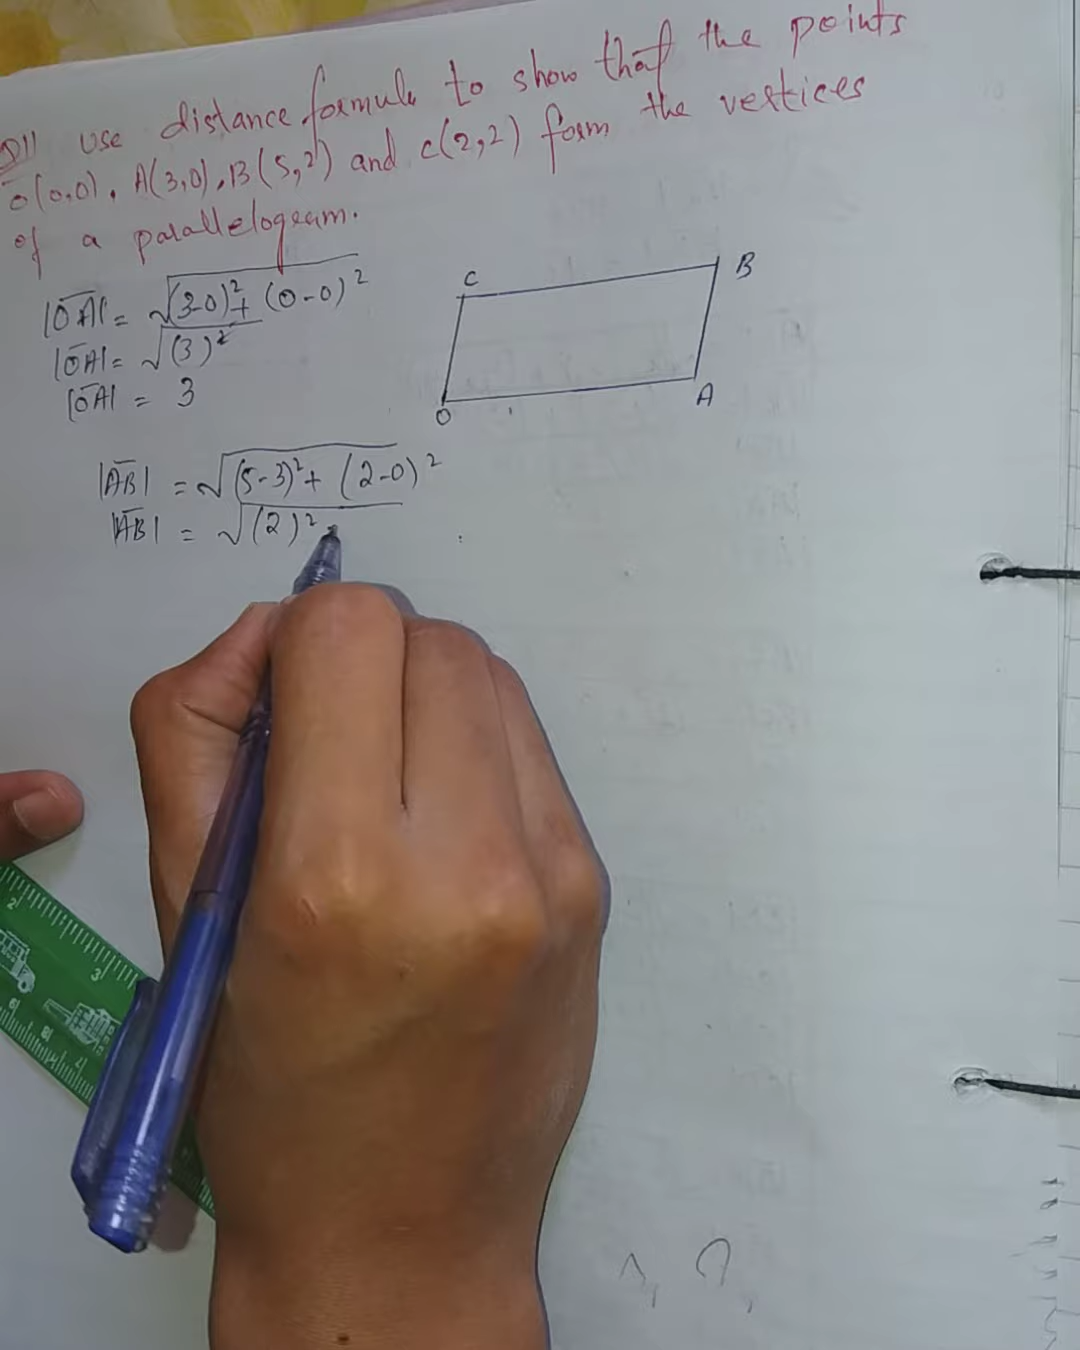 Q11 Use distance formula to show that the points
O(0,0), A(3,0), B(5,2) and C(2,2) form the vertices
of a parallelogram.
|OA| = √(3-0)²+(0-0)²
|OA| = √(3)²
|OA| = 3
C B
O A
|AB| = √(5-3)²+(2-0)²
|AB| = √(2)²
2 3